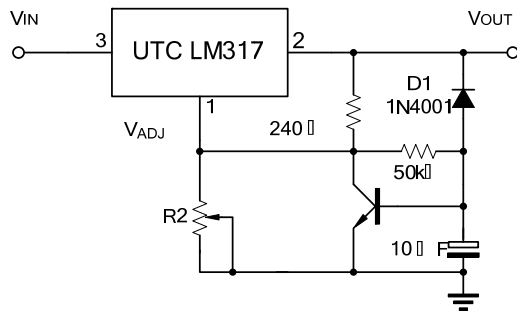 VIN
VOUT
3
UTC LM317
2
1
D1
1N4001
VADJ
240▯
50k▯
R2
10▯ F